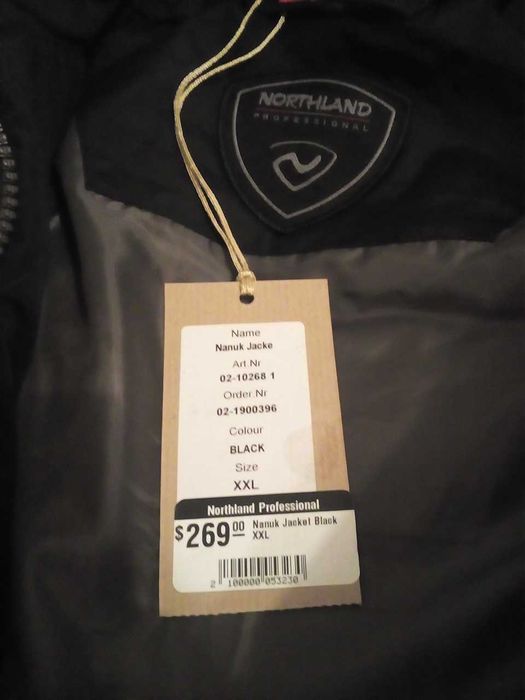 NORTHLAND
PROFESSIONAL
Name
Nanuk Jacke
Art Nr
02-10268 1
Order Nr
02-1900396
Colour
BLACK
Size
XXL
Northland Professional
$269.00 Nanuk Jacket Black
XXL
2 100000 053230